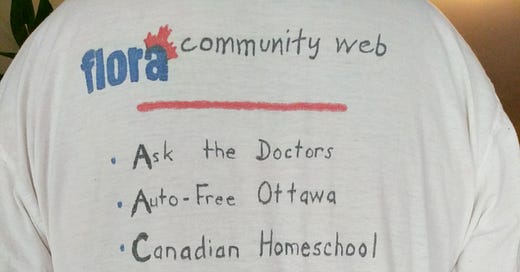 flora community web
• Ask the Doctors
• Auto-Free Ottawa
• Canadian Homeschool